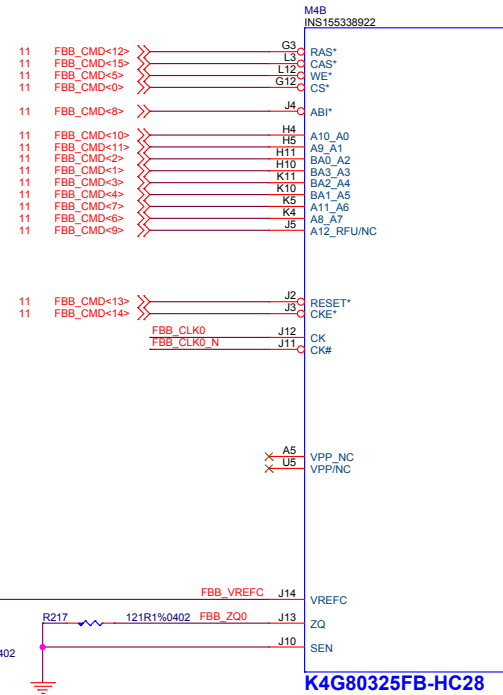 M4B
INS155338922
11 FBB_CMD<12> G3 RAS*
11 FBB_CMD<15> L3 CAS*
11 FBB_CMD<5> L12 WE*
11 FBB_CMD<0> G12 CS*
11 FBB_CMD<8> J4 ABI*
11 FBB_CMD<10> H4 A10_A0
11 FBB_CMD<11> H5 A9_A1
11 FBB_CMD<2> H11 BA0_A2
11 FBB_CMD<1> H10 BA3_A3
11 FBB_CMD<3> K11 BA2_A4
11 FBB_CMD<4> K10 BA1_A5
11 FBB_CMD<7> K5 A11_A6
11 FBB_CMD<6> K4 A8_A7
11 FBB_CMD<9> J5 A12_RFU/NC
11 FBB_CMD<13> J2 RESET*
11 FBB_CMD<14> J3 CKE*
FBB_CLK0 J12 CK
FBB_CLK0_N J11 CK#
A5 VPP_NC
U5 VPP/NC
FBB_VREFC J14 VREFC
R217 121R1%0402 FBB_ZQ0 J13 ZQ
J10 SEN
402
K4G80325FB-HC28